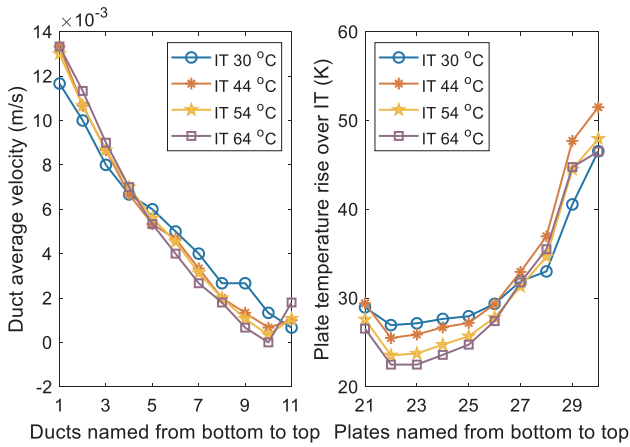 ×10⁻³
14
12
10
8
6
4
2
0
-2
1 3 5 7 9 11
Duct average velocity (m/s)
Ducts named from bottom to top
IT 30 °C
IT 44 °C
IT 54 °C
IT 64 °C
60
50
40
30
20
21 23 25 27 29
Plate temperature rise over IT (K)
Plates named from bottom to top
IT 30 °C
IT 44 °C
IT 54 °C
IT 64 °C